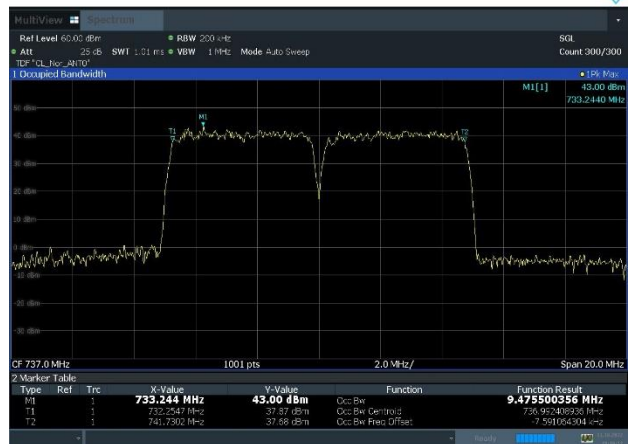 MultiView Spectrum
Ref Level 60.00 dBm RBW 200 kHz SGL
Att 25 dB SWT 1.01 ms VBW 1 MHz Mode Auto Sweep Count 300/300
TDF "CL_Nor_ANT0"
1 Occupied Bandwidth 1Pk Max
M1[1] 43.00 dBm
733.2440 MHz
50 dBm
M1
T1 T2
40 dBm
30 dBm
20 dBm
10 dBm
0 dBm
-10 dBm
-20 dBm
-30 dBm
CF 737.0 MHz 1001 pts 2.0 MHz/ Span 20.0 MHz
2 Marker Table
Type Ref Trc X-Value Y-Value Function Function Result
M1 1 733.244 MHz 43.00 dBm Occ Bw 9.475500356 MHz
T1 1 732.2547 MHz 37.87 dBm Occ Bw Centroid 736.992408936 MHz
T2 1 741.7302 MHz 37.68 dBm Occ Bw Freq Offset -7.591064304 kHz
Ready